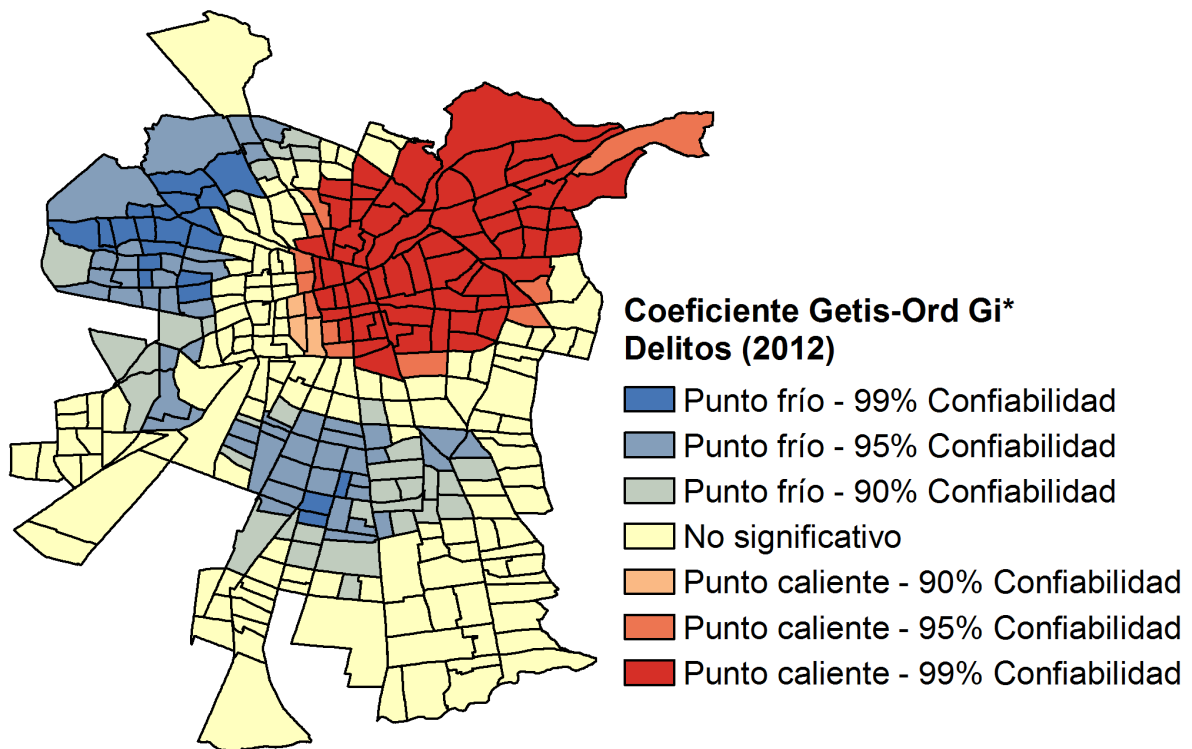 Coeficiente Getis-Ord Gi*
Delitos (2012)
Punto frío - 99% Confiabilidad
Punto frío - 95% Confiabilidad
Punto frío - 90% Confiabilidad
No significativo
Punto caliente - 90% Confiabilidad
Punto caliente - 95% Confiabilidad
Punto caliente - 99% Confiabilidad